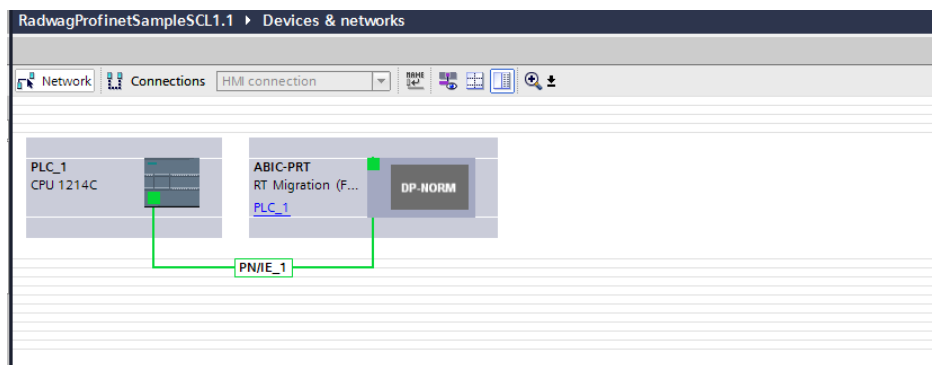 RadwagProfinetSampleSCL1.1 ▸ Devices & networks
Network Connections HMI connection NAME
PLC_1
CPU 1214C
ABIC-PRT
RT Migration (F...
PLC_1
DP-NORM
PN/IE_1